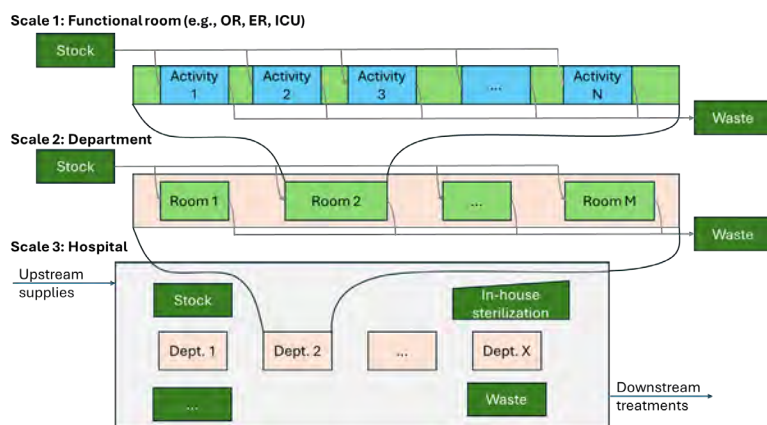 Scale 1: Functional room (e.g., OR, ER, ICU)
Stock
Activity
1
Activity
2
Activity
3
...
Activity
N
Waste
Scale 2: Department
Stock
Room 1
Room 2
...
Room M
Waste
Scale 3: Hospital
Upstream
supplies
Stock
In-house
sterilization
Dept. 1
Dept. 2
...
Dept. X
...
Waste
Downstream
treatments